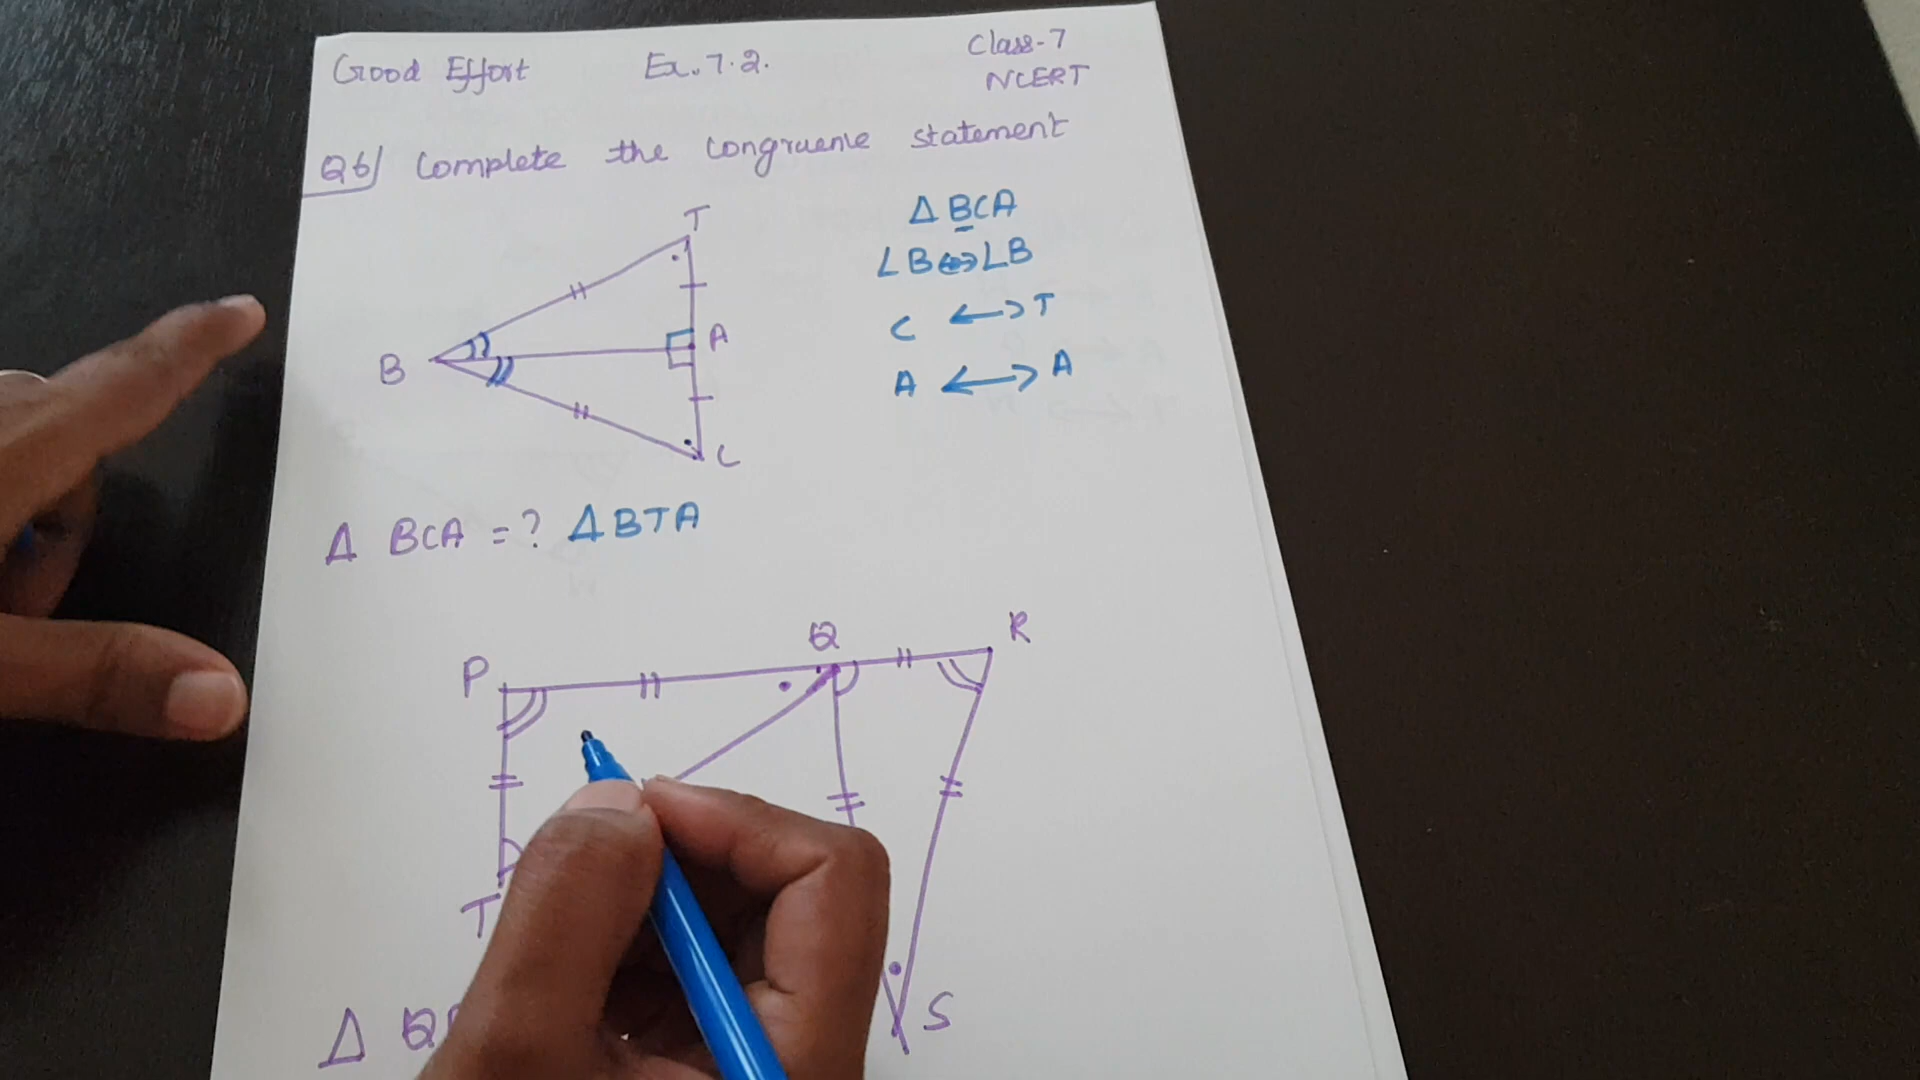 Good Effort Ex. 7.2. Class-7
NCERT
Q6/ Complete the congruence statement
T
B
A
C
Δ BCA
∠B↔∠B
C ↔ T
A ↔ A
Δ BCA = ? Δ BTA
P Q R
T
S
Δ